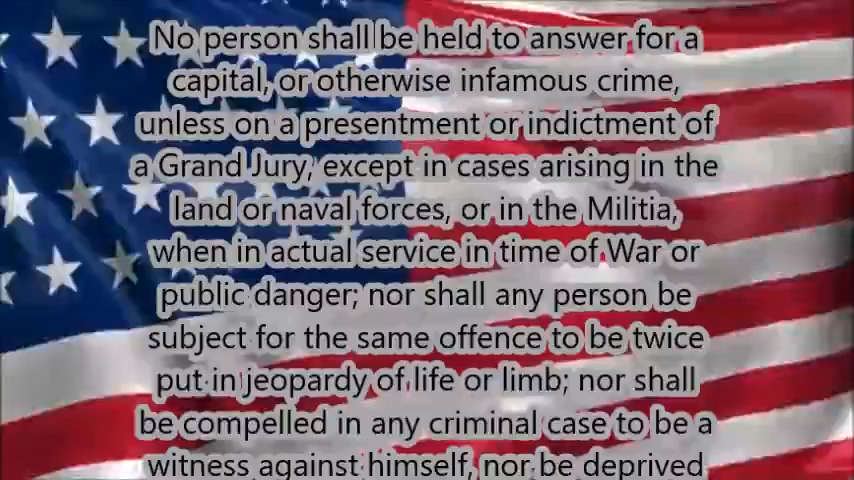 No person shall be held to answer for a
capital, or otherwise infamous crime,
unless on a presentment or indictment of
a Grand Jury, except in cases arising in the
land or naval forces, or in the Militia,
when in actual service in time of War or
public danger; nor shall any person be
subject for the same offence to be twice
put in jeopardy of life or limb; nor shall
be compelled in any criminal case to be a
witness against himself, nor be deprived